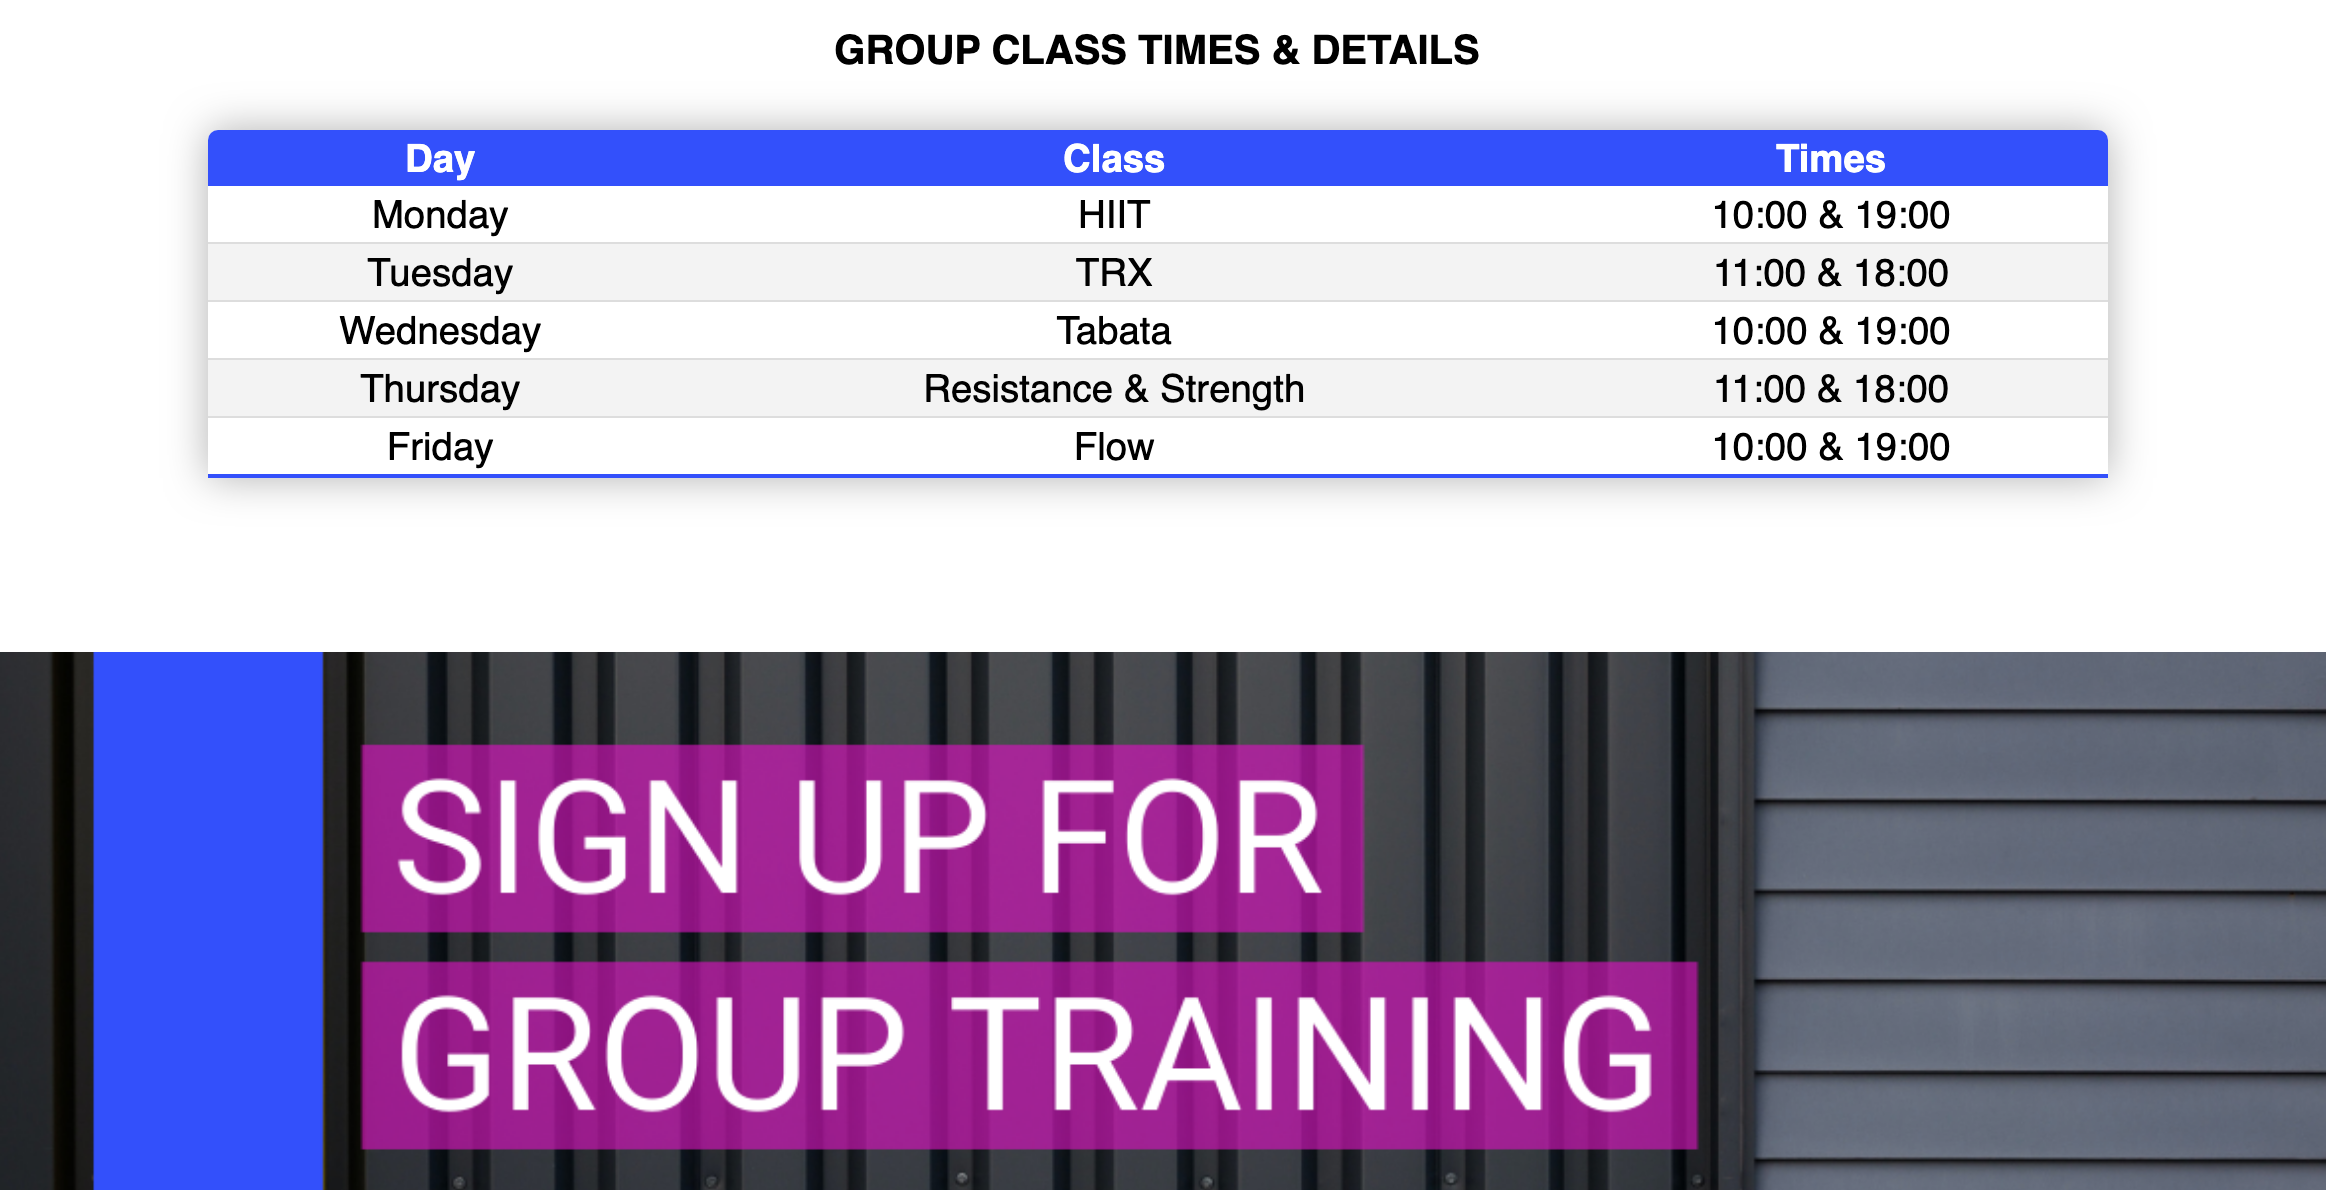 GROUP CLASS TIMES & DETAILS
Day Class Times
Monday HIIT 10:00 & 19:00
Tuesday TRX 11:00 & 18:00
Wednesday Tabata 10:00 & 19:00
Thursday Resistance & Strength 11:00 & 18:00
Friday Flow 10:00 & 19:00
SIGN UP FOR
GROUP TRAINING